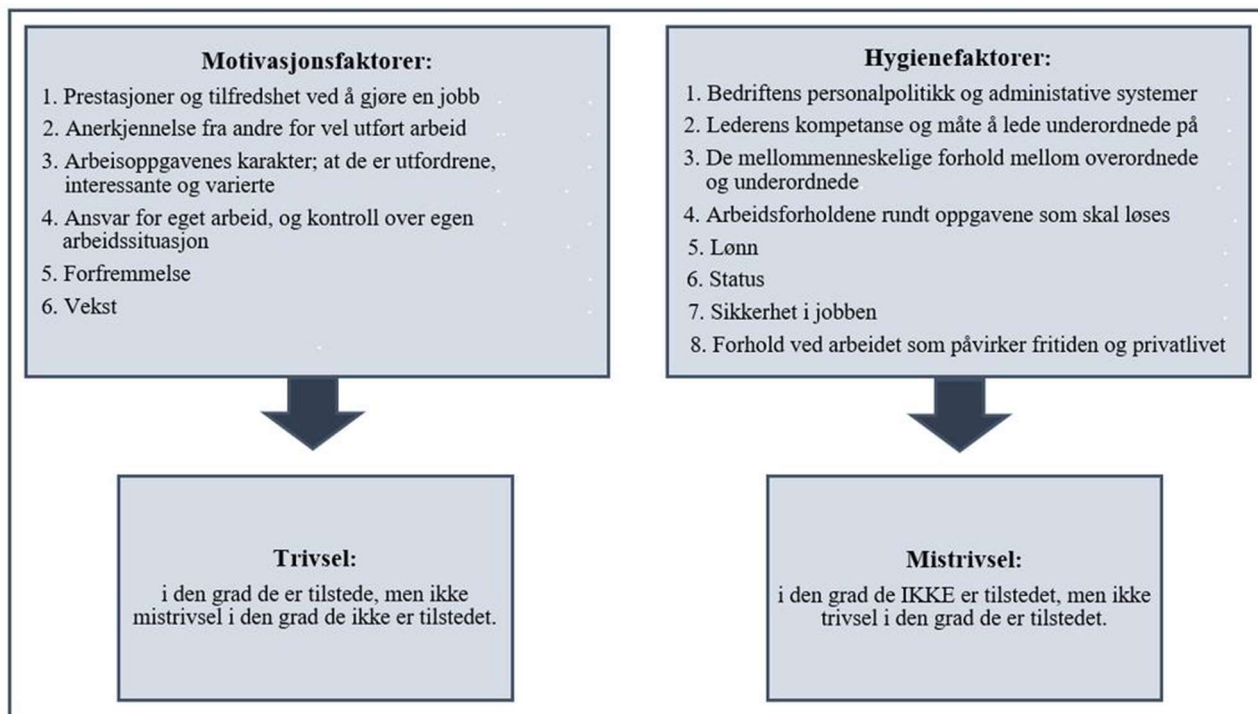 Motivasjonsfaktorer:
1. Prestasjoner og tilfredshet ved å gjøre en jobb
2. Anerkjennelse fra andre for vel utført arbeid
3. Arbeisoppgavenes karakter; at de er utfordrene,
interessante og varierte
4. Ansvar for eget arbeid, og kontroll over egen
arbeidssituasjon
5. Forfremmelse
6. Vekst
Hygienefaktorer:
1. Bedriftens personalpolitikk og administative systemer
2. Lederens kompetanse og måte å lede underordnede på
3. De mellommenneskelige forhold mellom overordnede
og underordnede
4. Arbeidsforholdene rundt oppgavene som skal løses
5. Lønn
6. Status
7. Sikkerhet i jobben
8. Forhold ved arbeidet som påvirker fritiden og privatlivet
Trivsel:
i den grad de er tilstede, men ikke
mistrivsel i den grad de ikke er tilstedet.
Mistrivsel:
i den grad de IKKE er tilstedet, men ikke
trivsel i den grad de er tilstedet.